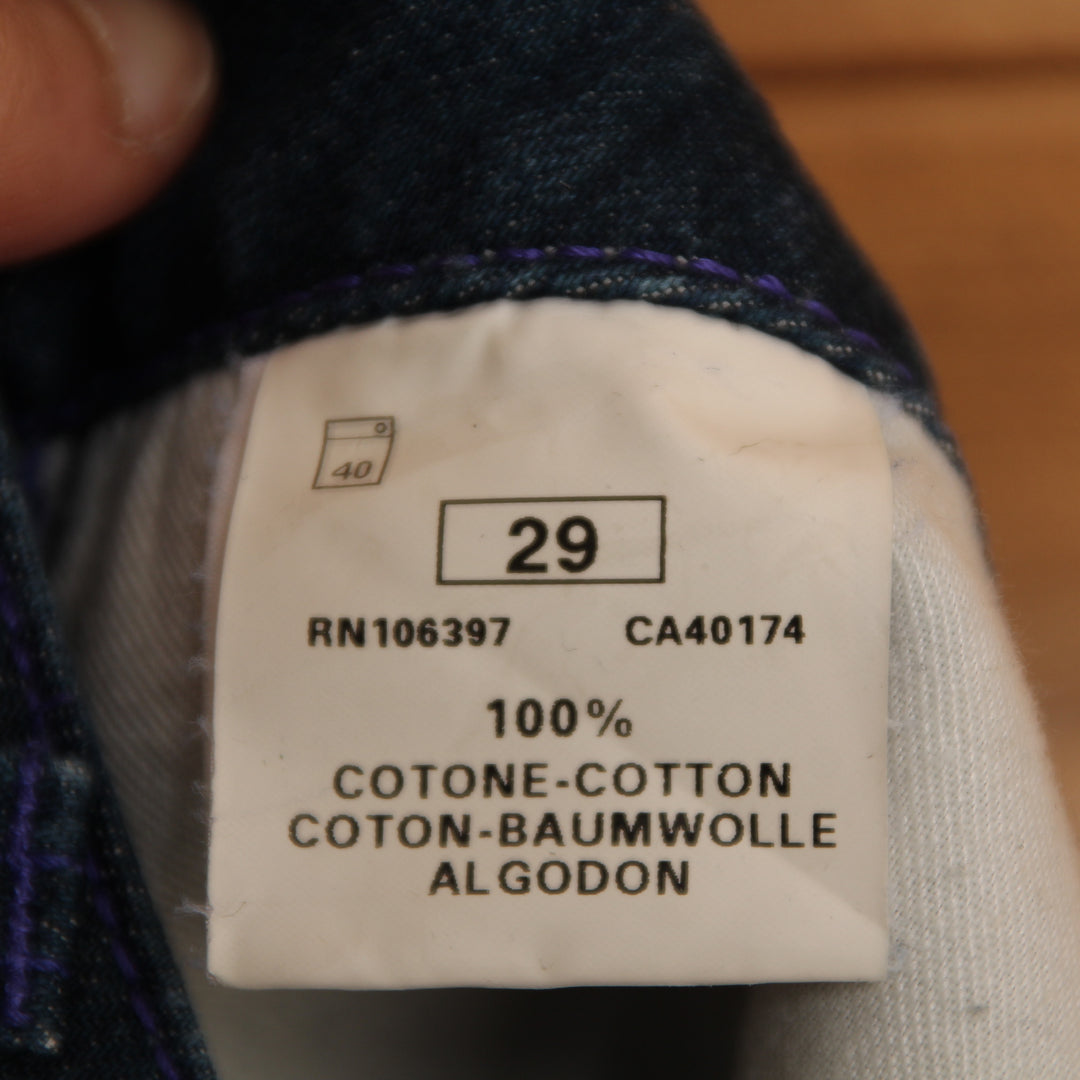 40
29
RN106397 CA40174
100%
COTONE-COTTON
COTON-BAUMWOLLE
ALGODON